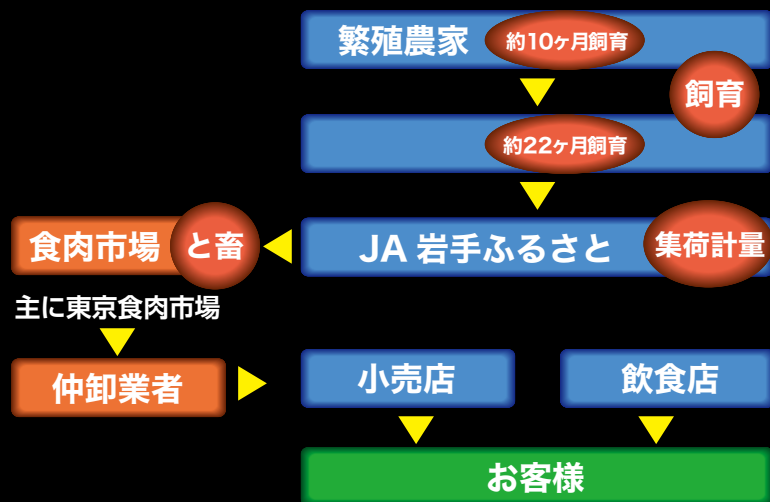 繁殖農家
約10ヶ月飼育
飼育
約22ヶ月飼育
JA 岩手ふるさと
集荷計量
食肉市場
と畜
主に東京食肉市場
仲卸業者
小売店
飲食店
お客様